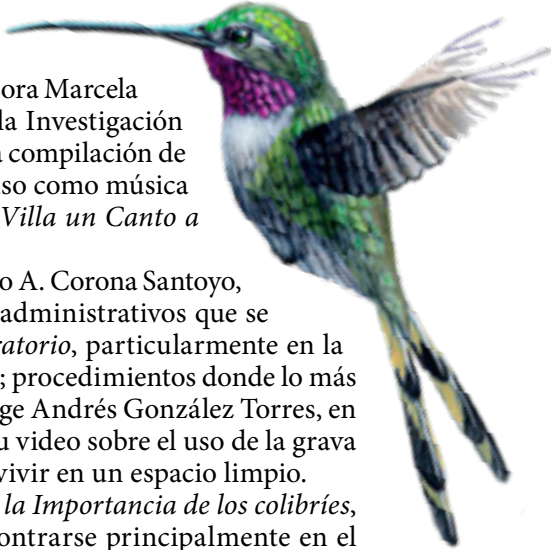 ora Marcela
la Investigación
compilación de
so como música
Villa un Canto a
o A. Corona Santoyo,
administrativos que se
ratorio, particularmente en la
; procedimientos donde lo más
ge Andrés González Torres, en
u video sobre el uso de la grava
vivir en un espacio limpio.
la Importancia de los colibríes,
ontrarse principalmente en el